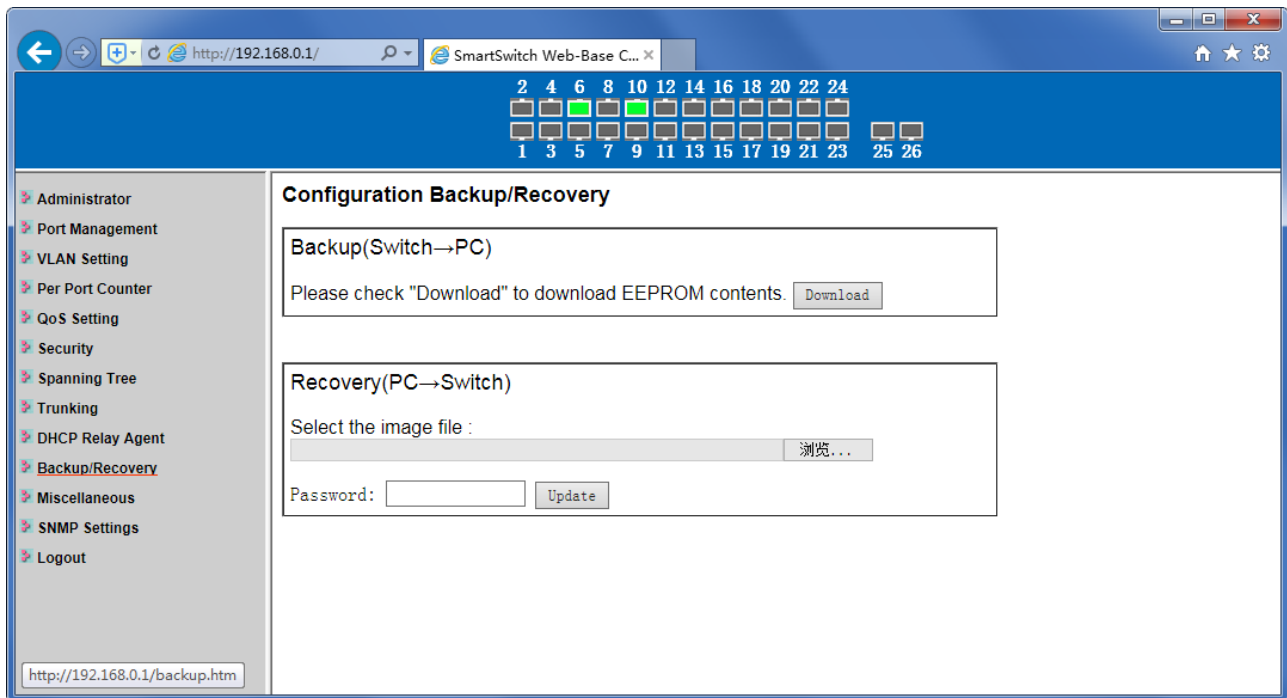 http://192.168.0.1/
SmartSwitch Web-Base C...
2 4 6 8 10 12 14 16 18 20 22 24
1 3 5 7 9 11 13 15 17 19 21 23 25 26
Administrator
Port Management
VLAN Setting
Per Port Counter
QoS Setting
Security
Spanning Tree
Trunking
DHCP Relay Agent
Backup/Recovery
Miscellaneous
SNMP Settings
Logout
Configuration Backup/Recovery
Backup(Switch→PC)
Please check "Download" to download EEPROM contents. Download
Recovery(PC→Switch)
Select the image file :
浏览...
Password: Update
http://192.168.0.1/backup.htm